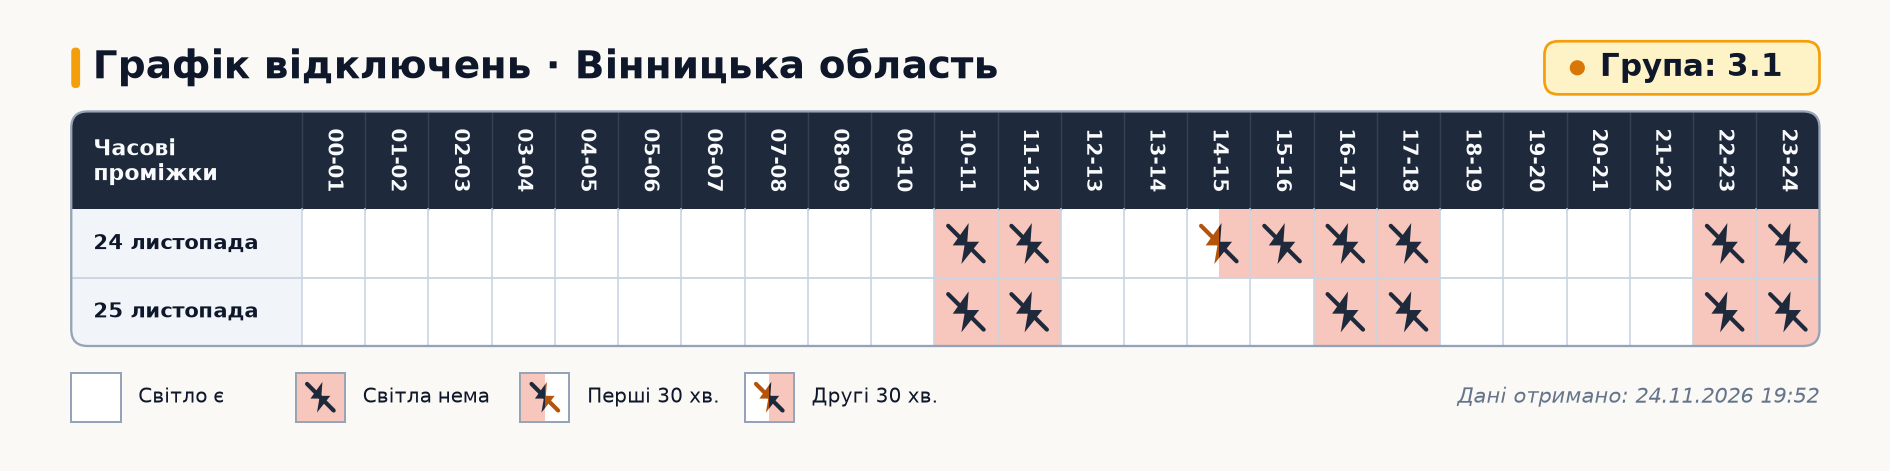 Графік відключень · Вінницька область
Група: 3.1
Часові
проміжки
00-01
01-02
02-03
03-04
04-05
05-06
06-07
07-08
08-09
09-10
10-11
11-12
12-13
13-14
14-15
15-16
16-17
17-18
18-19
19-20
20-21
21-22
22-23
23-24
24 листопада
25 листопада
Світло є
Світла нема
Перші 30 хв.
Другі 30 хв.
Дані отримано: 24.11.2026 19:52